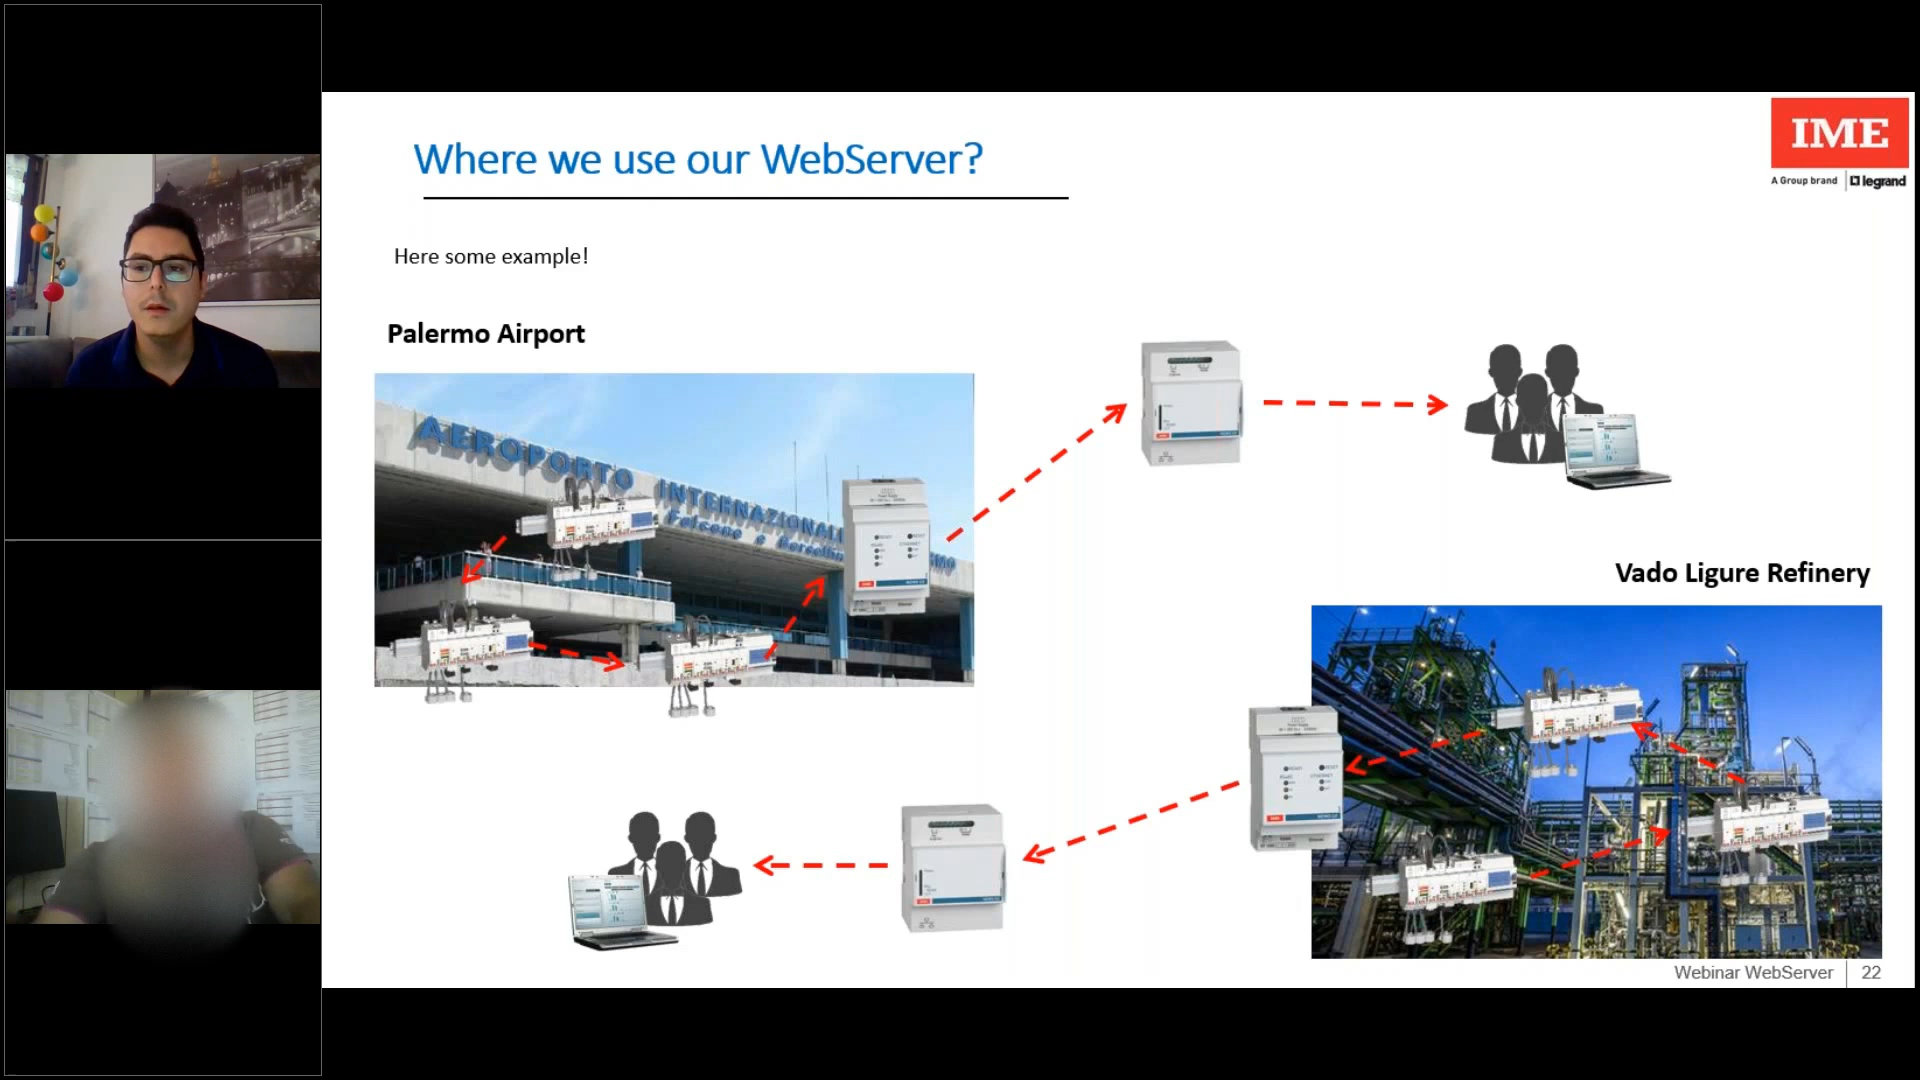 Where we use our WebServer?
IME
A Group brand legrand
Here some example!
Palermo Airport
AEROPORTO INTERNAZIONALE
Falcone e Borsellino
Vado Ligure Refinery
Webinar WebServer 22